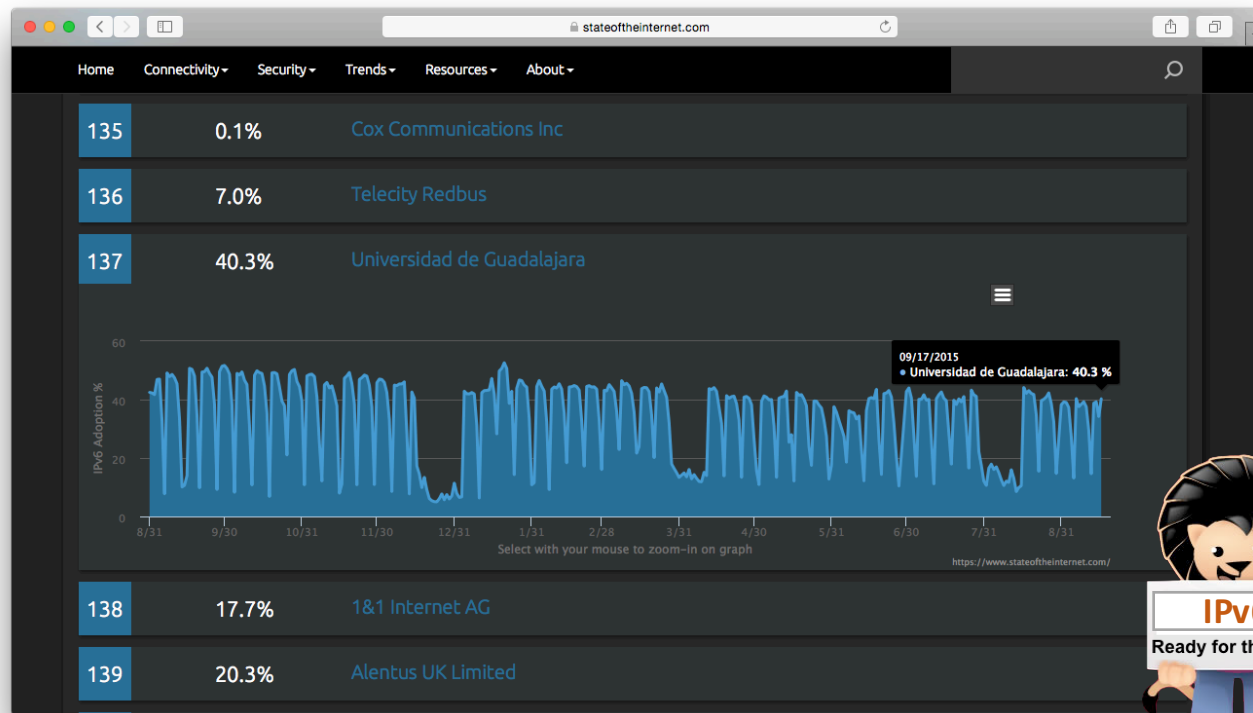 stateoftheinternet.com
Home Connectivity Security Trends Resources About
135 0.1% Cox Communications Inc
136 7.0% Telecity Redbus
137 40.3% Universidad de Guadalajara
09/17/2015
Universidad de Guadalajara: 40.3 %
60
40
20
0
IPv6 Adoption %
8/31 9/30 10/31 11/30 12/31 1/31 2/28 3/31 4/30 5/31 6/30 7/31 8/31
Select with your mouse to zoom-in on graph
https://www.stateoftheinternet.com/
138 17.7% 1&1 Internet AG
139 20.3% Alentus UK Limited
IPv6
Ready for th